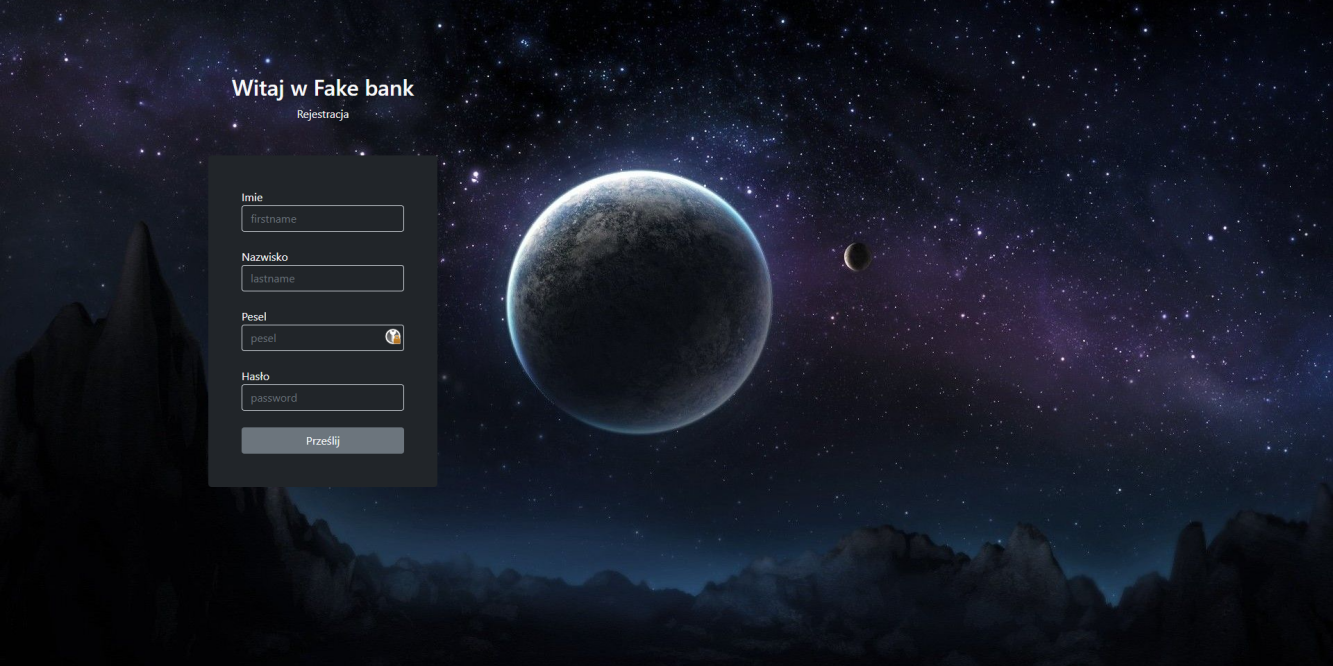 Witaj w Fake bank
Rejestracja
Imie
firstname
Nazwisko
lastname
Pesel
pesel
Hasło
password
Prześlij